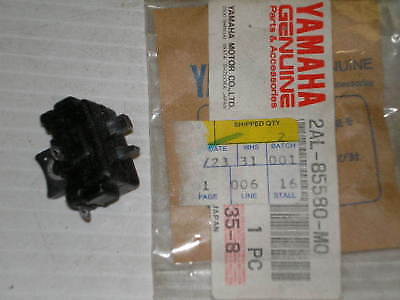 YAMAHA
GENUINE
Parts & Accessories
YAMAHA MOTOR CO., LTD.
2AL-85580-M0
1 PC
35-8
JAPAN
SHIPPED QTY
2
DATE WHS BATCH
/23 31 001
1 006 16
PAGE LINE STALL